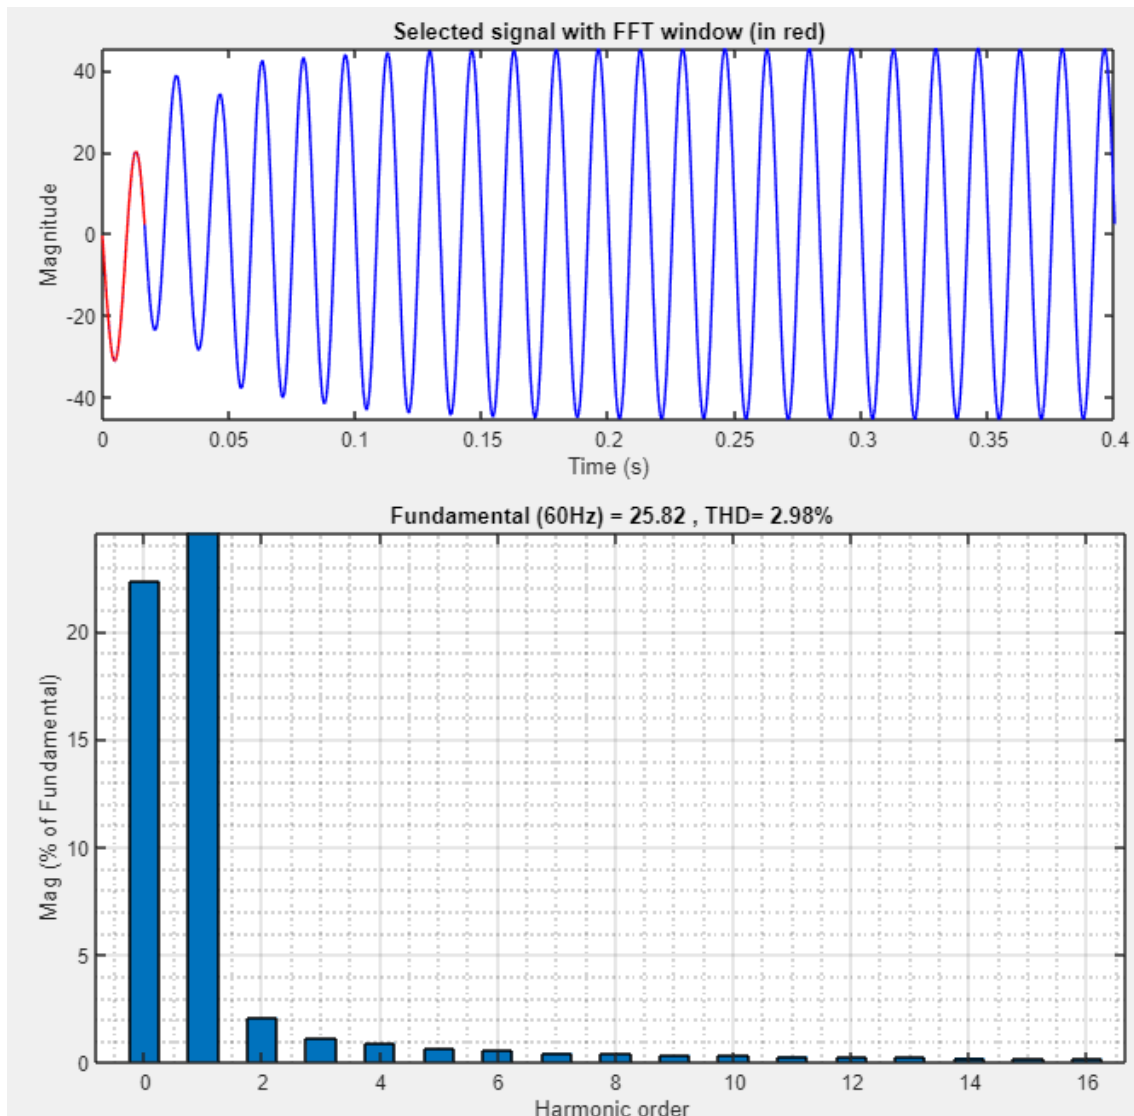 Selected signal with FFT window (in red)
40
20
0
-20
-40
Magnitude
0 0.05 0.1 0.15 0.2 0.25 0.3 0.35 0.4
Time (s)
Fundamental (60Hz) = 25.82 , THD= 2.98%
20
15
10
5
0
Mag (% of Fundamental)
0 2 4 6 8 10 12 14 16
Harmonic order